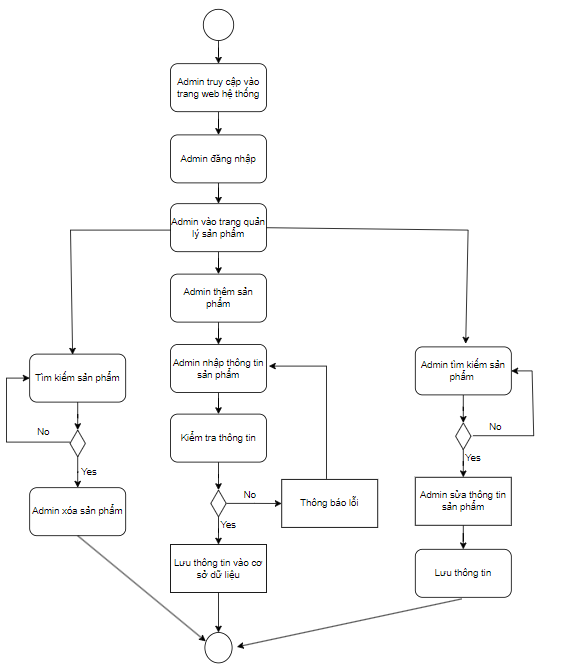 Admin truy cập vào
trang web hệ thống
Admin đăng nhập
Admin vào trang quản
lý sản phẩm
Admin thêm sản
phẩm
Tìm kiếm sản phẩm
No
Yes
Admin xóa sản phẩm
Admin nhập thông tin
sản phẩm
Kiểm tra thông tin
No
Thông báo lỗi
Yes
Lưu thông tin vào cơ
sở dữ liệu
Admin tìm kiếm sản
phẩm
No
Yes
Admin sửa thông tin
sản phẩm
Lưu thông tin